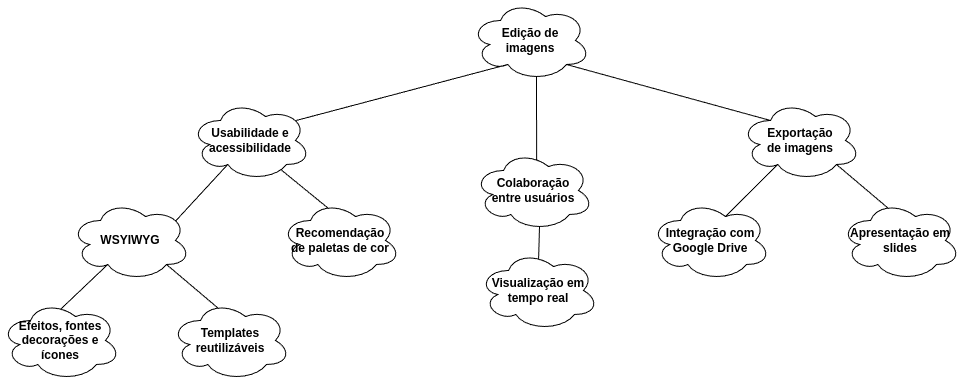 Edição de
imagens
Usabilidade e
acessibilidade
Exportação
de imagens
Colaboração
entre usuários
WSYIWYG
Recomendação
de paletas de cor
Integração com
Google Drive
Apresentação em
slides
Visualização em
tempo real
Efeitos, fontes
decorações e
ícones
Templates
reutilizáveis